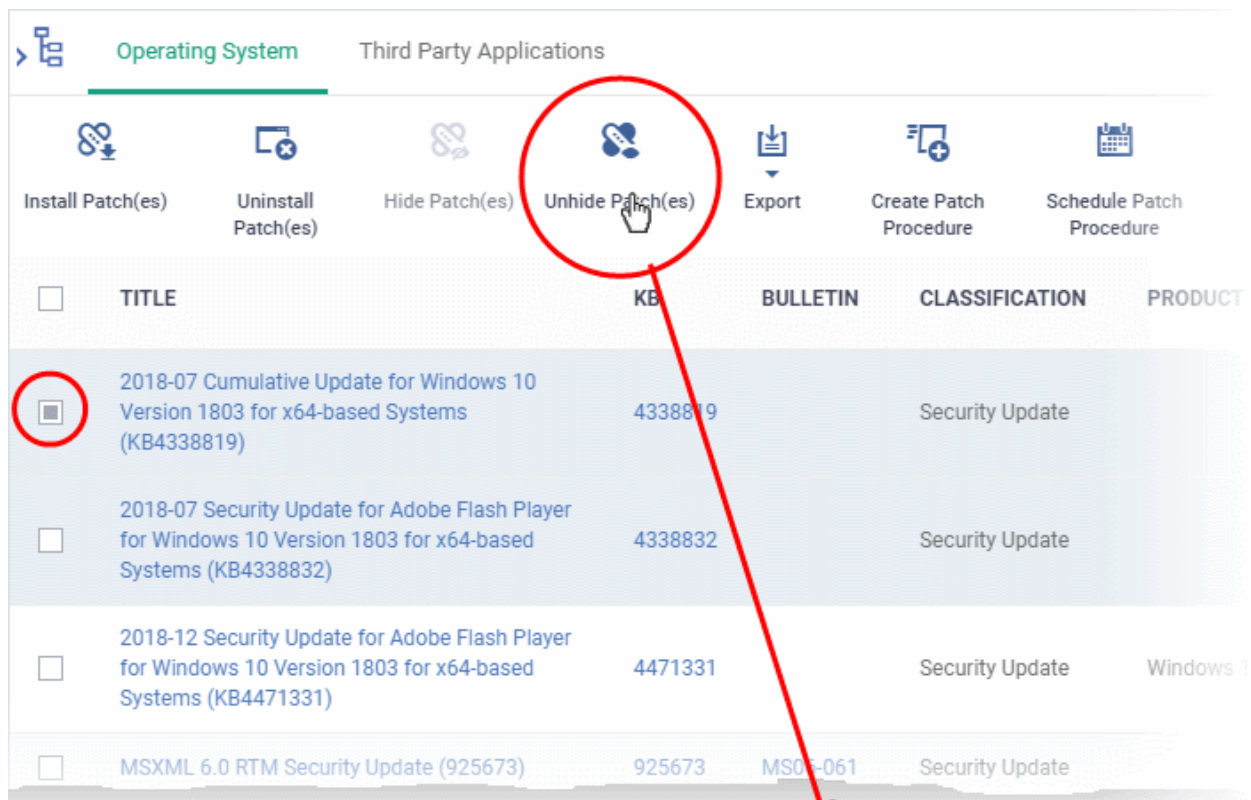 Operating System Third Party Applications
Install Patch(es) Uninstall Patch(es) Hide Patch(es) Unhide Patch(es) Export Create Patch Procedure Schedule Patch Procedure
TITLE KB BULLETIN CLASSIFICATION PRODUCT
2018-07 Cumulative Update for Windows 10
Version 1803 for x64-based Systems 4338819 Security Update
(KB4338819)
2018-07 Security Update for Adobe Flash Player
for Windows 10 Version 1803 for x64-based 4338832 Security Update
Systems (KB4338832)
2018-12 Security Update for Adobe Flash Player
for Windows 10 Version 1803 for x64-based 4471331 Security Update Windows
Systems (KB4471331)
MSXML 6.0 RTM Security Update (925673) 925673 MS06-061 Security Update